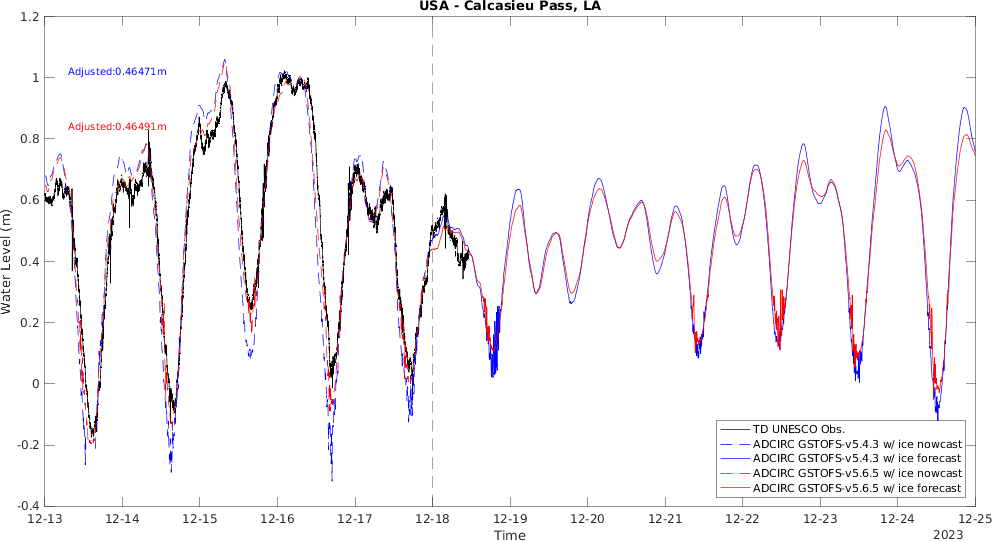 USA - Calcasieu Pass, LA
1.2
1
0.8
0.6
0.4
0.2
0
-0.2
-0.4
Water Level (m)
Adjusted:0.46471m
Adjusted:0.46491m
TD UNESCO Obs.
ADCIRC GSTOFS-v5.4.3 w/ ice nowcast
ADCIRC GSTOFS-v5.4.3 w/ ice forecast
ADCIRC GSTOFS-v5.6.5 w/ ice nowcast
ADCIRC GSTOFS-v5.6.5 w/ ice forecast
12-13 12-14 12-15 12-16 12-17 12-18 12-19 12-20 12-21 12-22 12-23 12-24 12-25
Time
2023